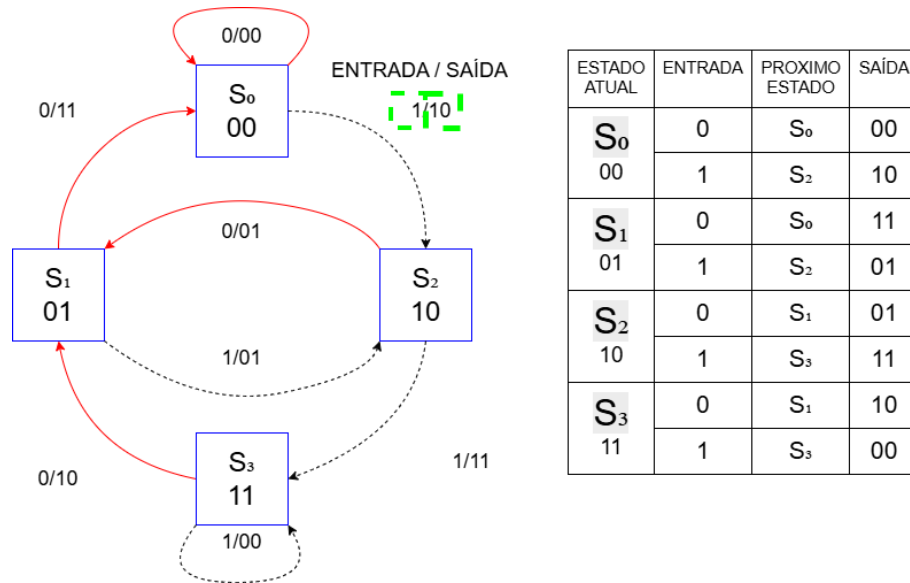 0/00
ENTRADA / SAÍDA
1/10
0/11
S₀
00
0/01
S₁
01
S₂
10
1/01
S₃
11
0/10
1/11
1/00
ESTADO ATUAL ENTRADA PROXIMO ESTADO SAÍDA
S₀ 00 0 S₀ 00
1 S₂ 10
S₁ 01 0 S₀ 11
1 S₂ 01
S₂ 10 0 S₁ 01
1 S₃ 11
S₃ 11 0 S₁ 10
1 S₃ 00